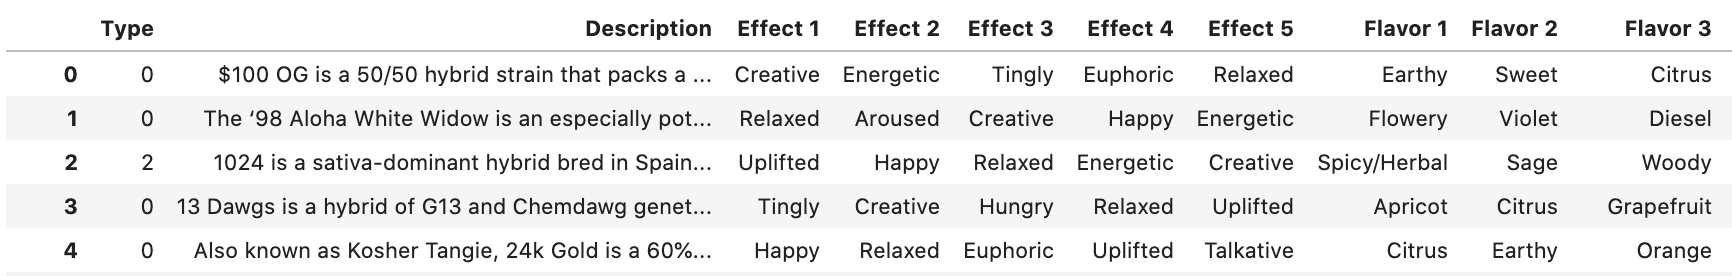 Type Description Effect 1 Effect 2 Effect 3 Effect 4 Effect 5 Flavor 1 Flavor 2 Flavor 3
0 0 $100 OG is a 50/50 hybrid strain that packs a ... Creative Energetic Tingly Euphoric Relaxed Earthy Sweet Citrus
1 0 The ‘98 Aloha White Widow is an especially pot... Relaxed Aroused Creative Happy Energetic Flowery Violet Diesel
2 2 1024 is a sativa-dominant hybrid bred in Spain... Uplifted Happy Relaxed Energetic Creative Spicy/Herbal Sage Woody
3 0 13 Dawgs is a hybrid of G13 and Chemdawg genet... Tingly Creative Hungry Relaxed Uplifted Apricot Citrus Grapefruit
4 0 Also known as Kosher Tangie, 24k Gold is a 60%... Happy Relaxed Euphoric Uplifted Talkative Citrus Earthy Orange